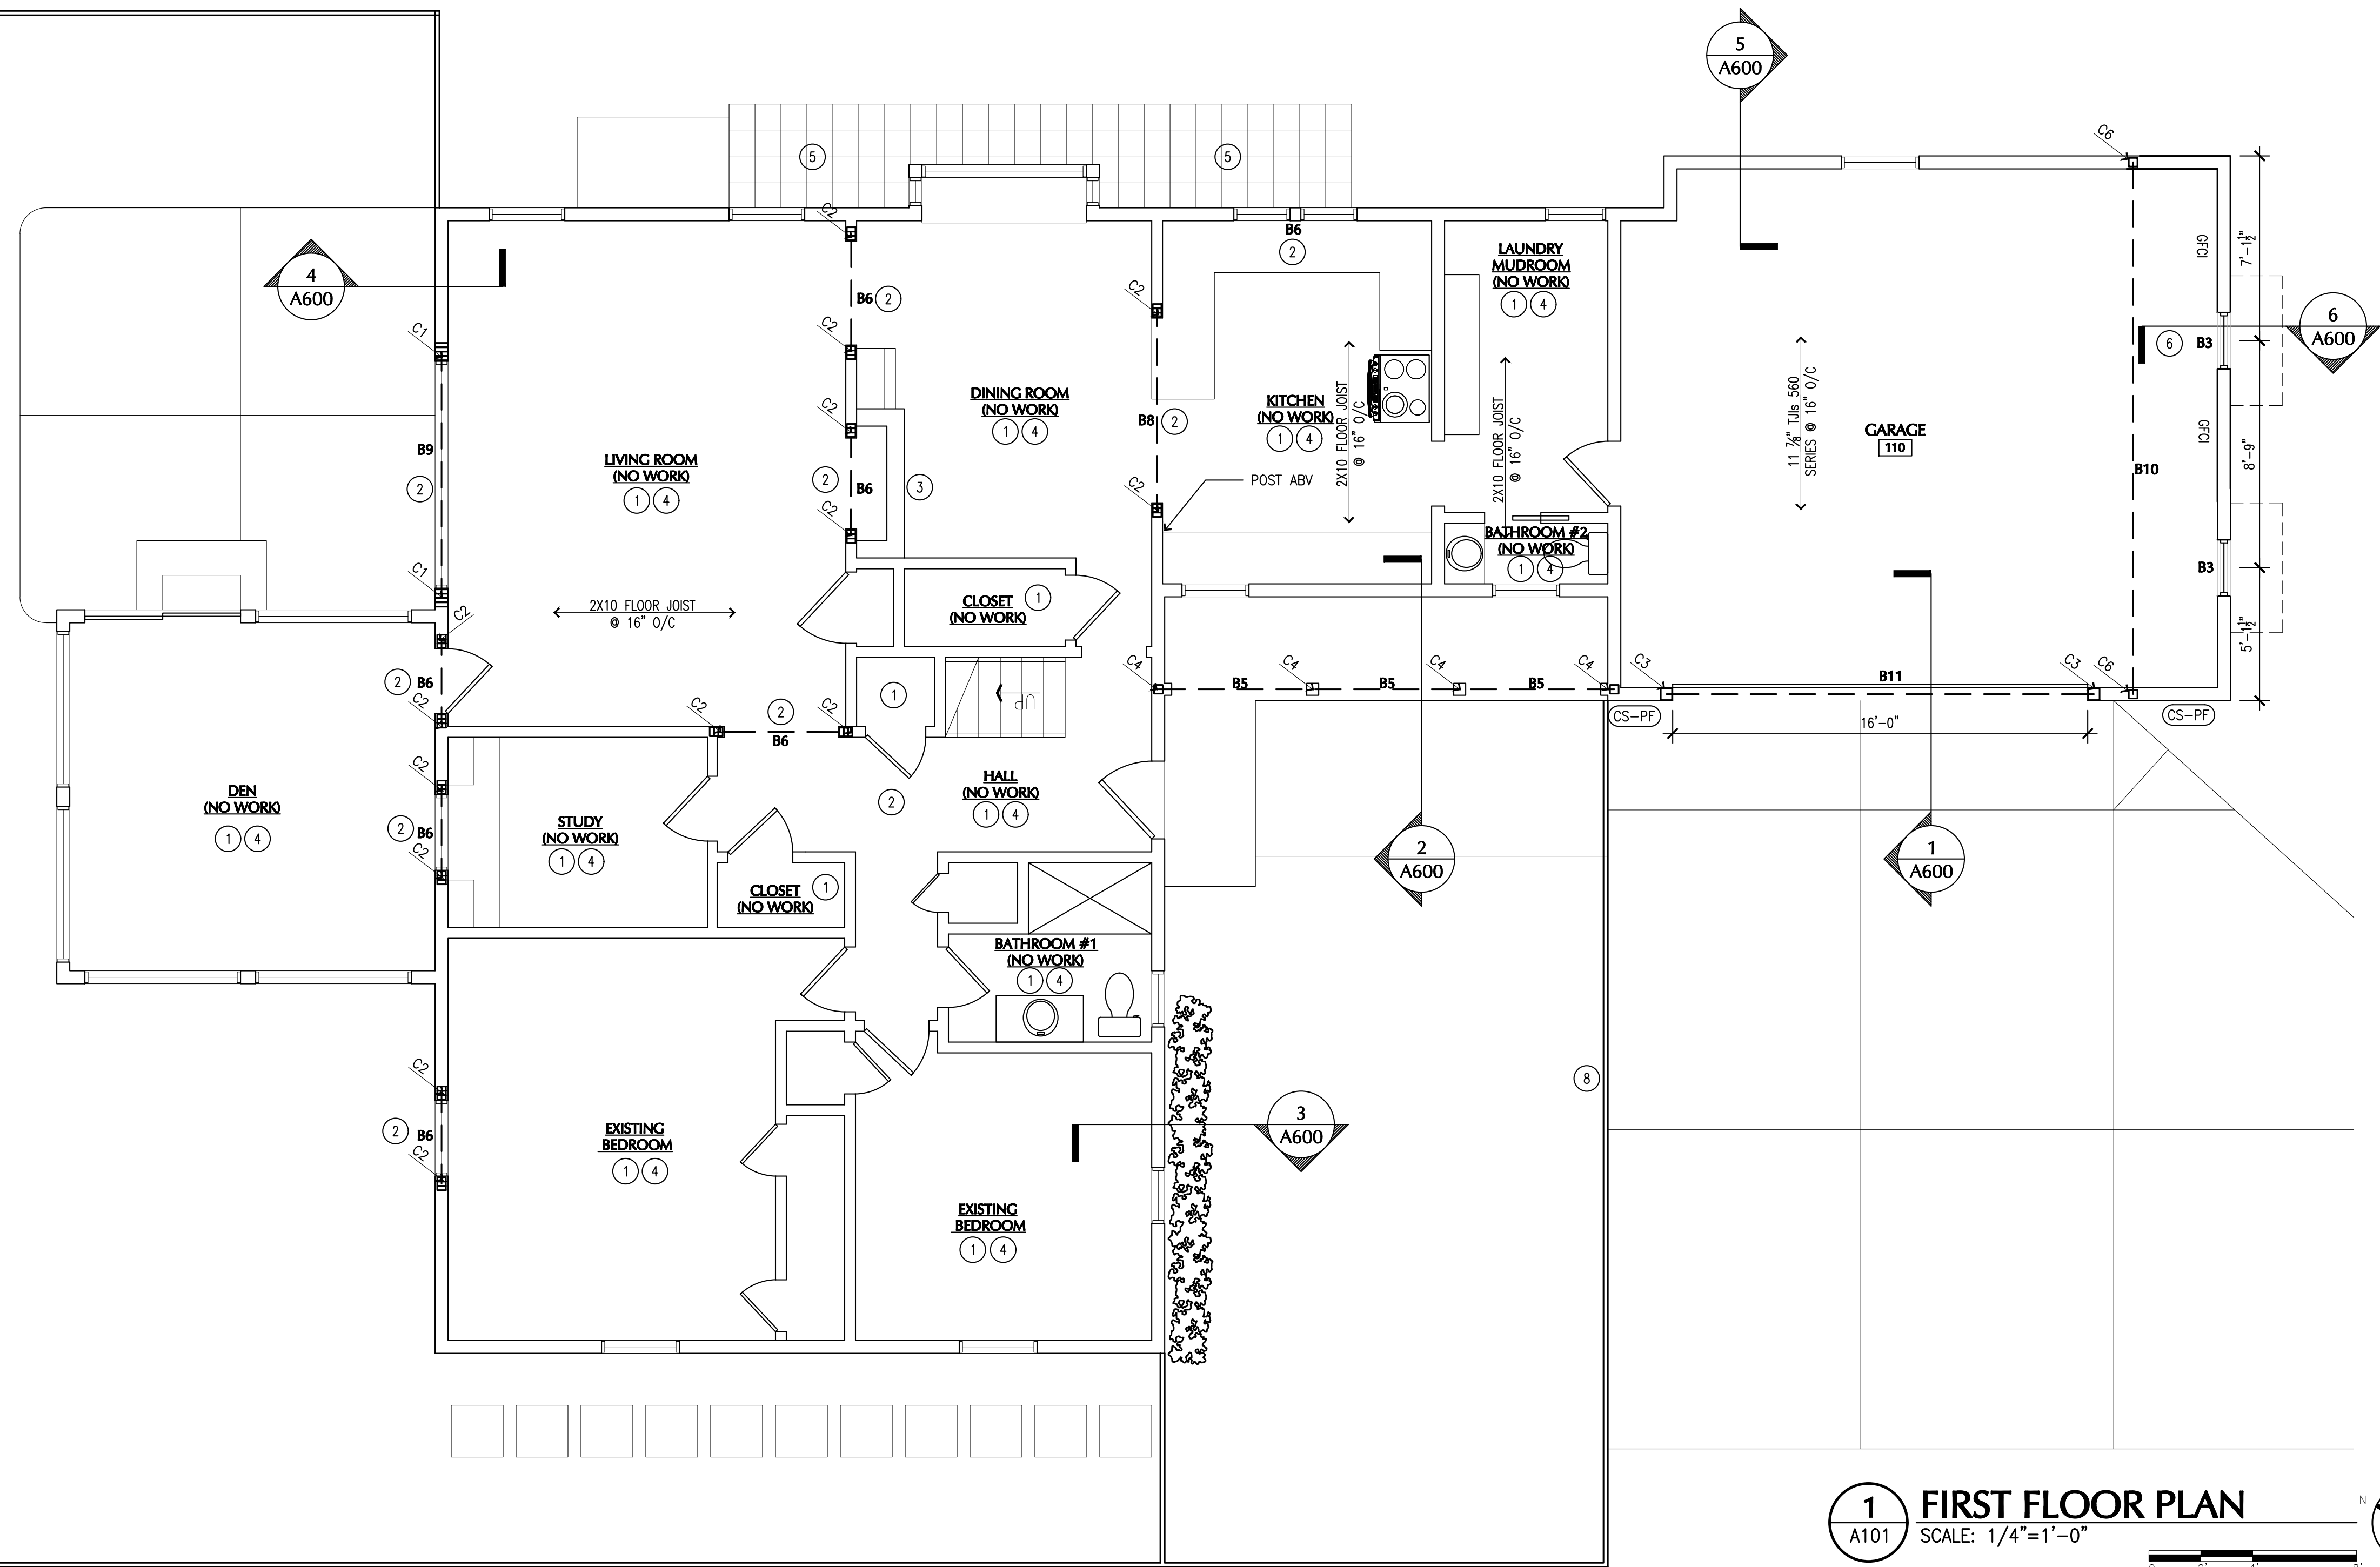 5
A600
C6
5
5
C2
B6
2
LAUNDRY
MUDROOM
(NO WORK)
1 4
GFCI
7'-1 1/2"
4
A600
C2
B6 2
C2
C1
C2
6
B3
6
A600
DINING ROOM
(NO WORK)
1 4
KITCHEN
(NO WORK)
1 4
2X10 FLOOR JOIST
@ 16" O/C
2X10 FLOOR JOIST
@ 16" O/C
11 7/8" TJIs 560
SERIES @ 16" O/C
GARAGE
110
GFCI
8'-9"
B10
B9
2
LIVING ROOM
(NO WORK)
1 4
C2
2
B6
3
B8 2
POST ABV
C2
C2
BATHROOM #2
(NO WORK)
1 4
B3
5'-1 1/2"
C1
C2
2X10 FLOOR JOIST
@ 16" O/C
CLOSET
(NO WORK)
1
2 B6
C2
C4
B5
C4
B5
C4
B5
C4
C3
B11
C3
C6
CS-PF
16'-0"
CS-PF
C2
2
B6
C2
1
UP
C2
2 B6
C2
DEN
(NO WORK)
1 4
STUDY
(NO WORK)
1 4
HALL
(NO WORK)
1 4
2
CLOSET
(NO WORK)
1
2
A600
1
A600
BATHROOM #1
(NO WORK)
1 4
C2
2 B6
C2
EXISTING
BEDROOM
1 4
3
A600
8
EXISTING
BEDROOM
1 4
1
A101
FIRST FLOOR PLAN
SCALE: 1/4"=1'-0"
N